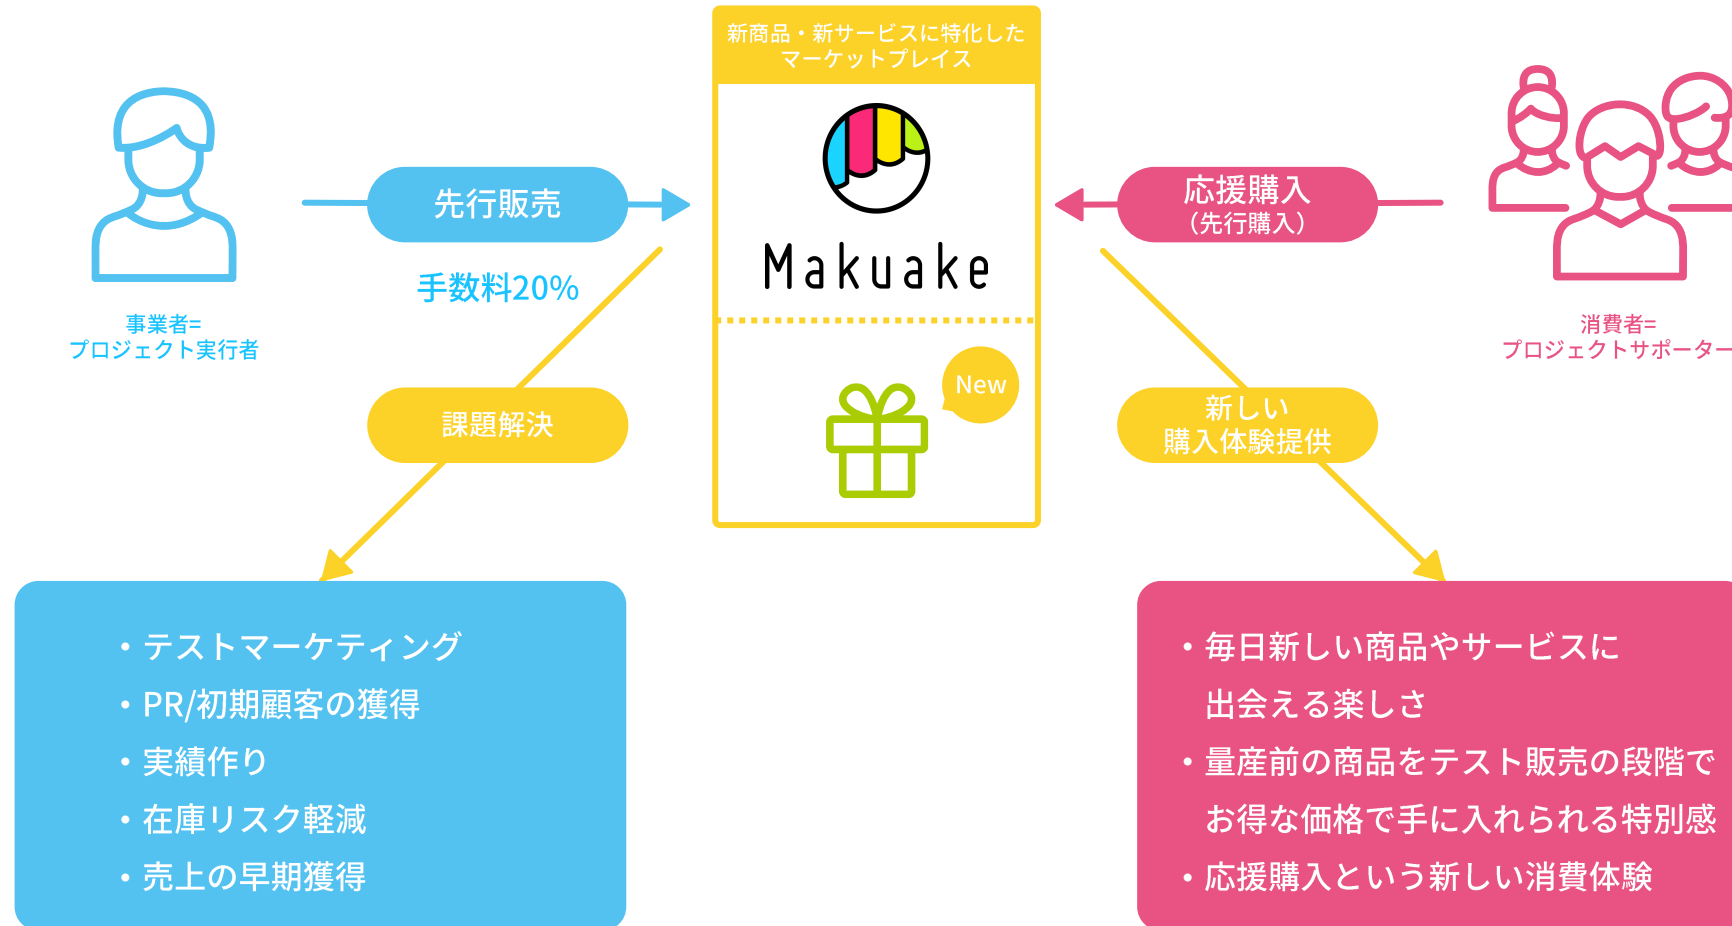 新商品・新サービスに特化した
マーケットプレイス
Makuake
New
先行販売
手数料20%
事業者=
プロジェクト実行者
課題解決
・テストマーケティング
・PR/初期顧客の獲得
・実績作り
・在庫リスク軽減
・売上の早期獲得
応援購入
（先行購入）
消費者=
プロジェクトサポーター
新しい
購入体験提供
・毎日新しい商品やサービスに
出会える楽しさ
・量産前の商品をテスト販売の段階で
お得な価格で手に入れられる特別感
・応援購入という新しい消費体験